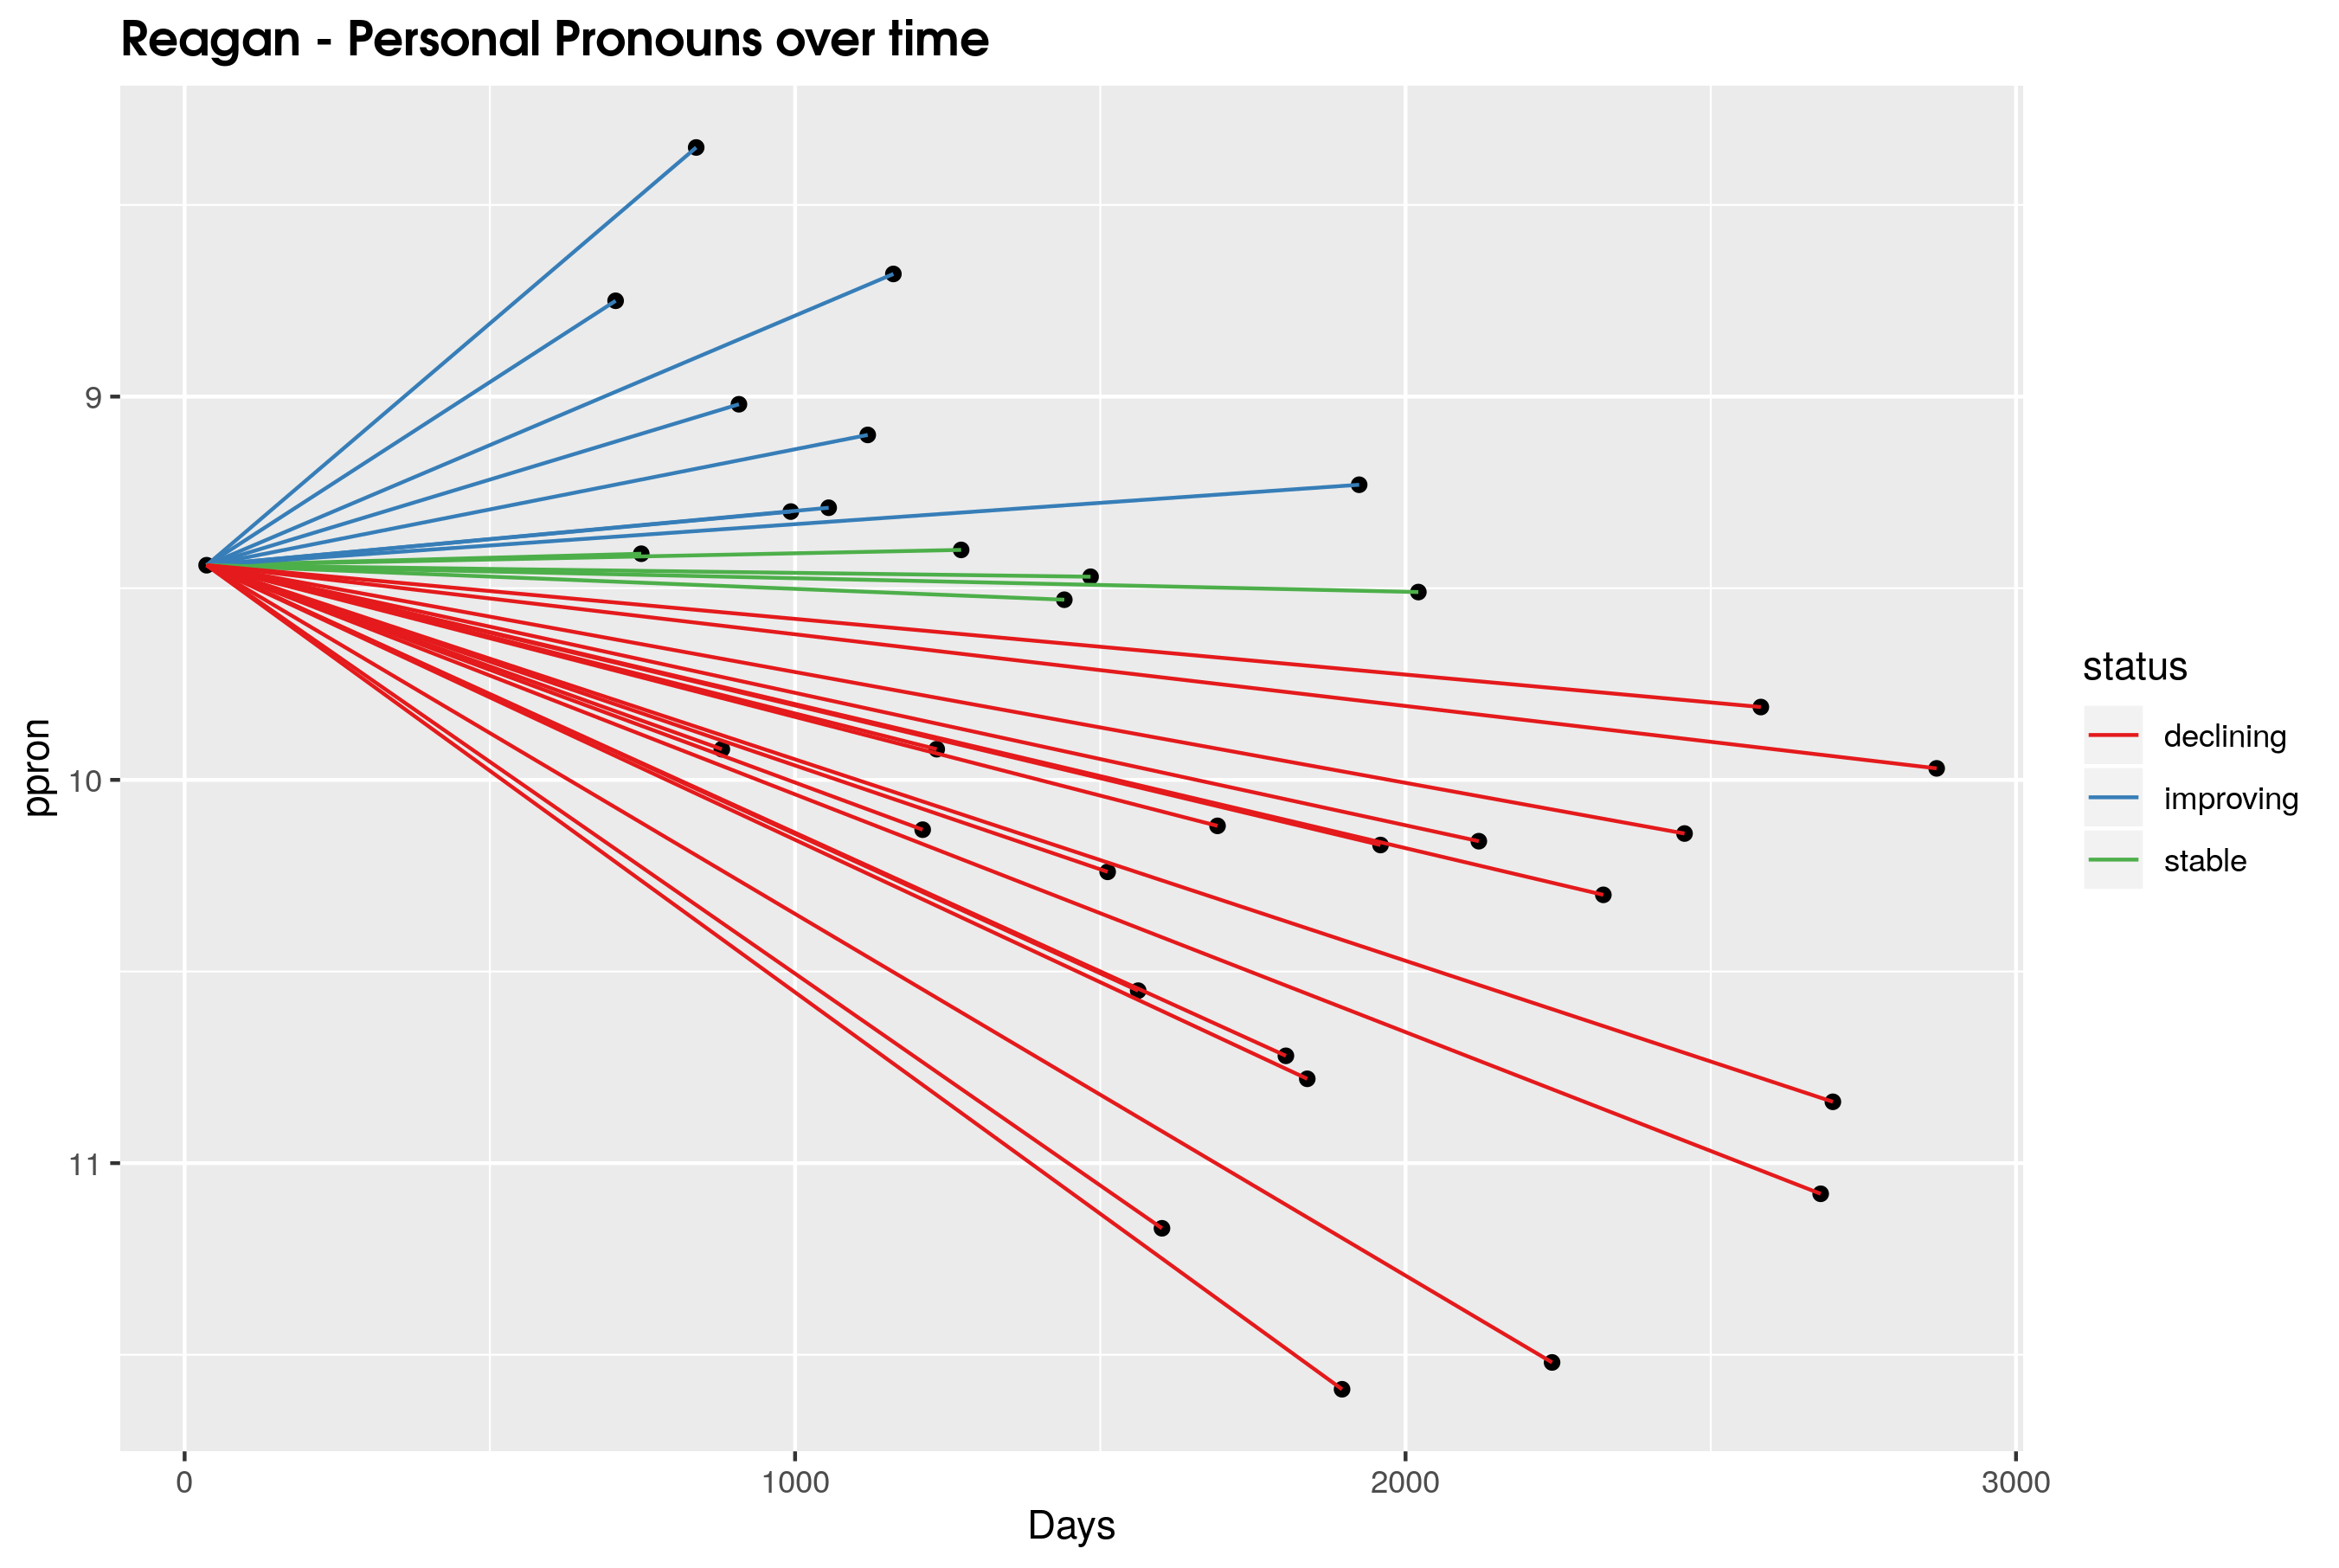 Reagan - Personal Pronouns over time
ppron
9
10
11
0 1000 2000 3000
Days
status
declining
improving
stable